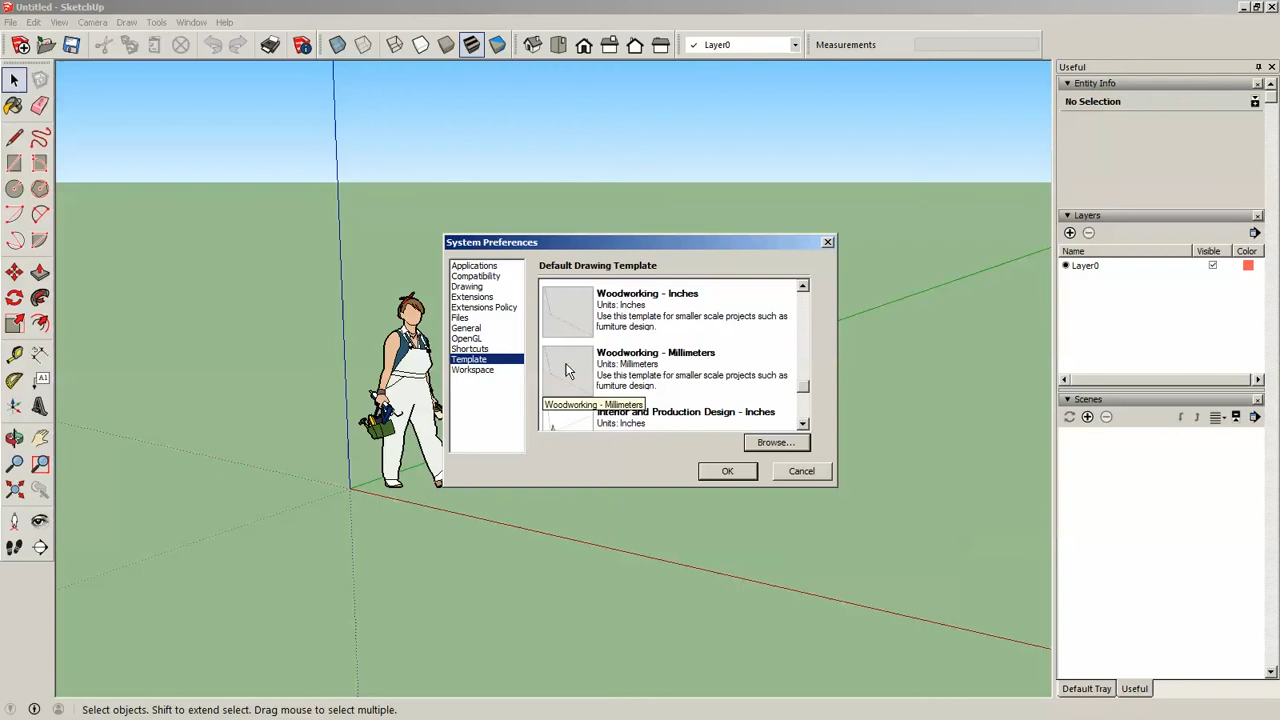 Untitled - SketchUp
File Edit View Camera Draw Tools Window Help
Layer0 Measurements
Useful
Entity Info
No Selection
Layers
Name Visible Color
Layer0
Scenes
System Preferences
Applications
Compatibility
Drawing
Extensions
Extensions Policy
Files
General
OpenGL
Shortcuts
Template
Workspace
Default Drawing Template
Woodworking - Inches
Units: Inches
Use this template for smaller scale projects such as
furniture design.
Woodworking - Millimeters
Units: Millimeters
Use this template for smaller scale projects such as
furniture design.
Woodworking - Millimeters
Interior and Production Design - Inches
Units: Inches
Browse...
OK Cancel
A1
Default Tray Useful
Select objects. Shift to extend select. Drag mouse to select multiple.